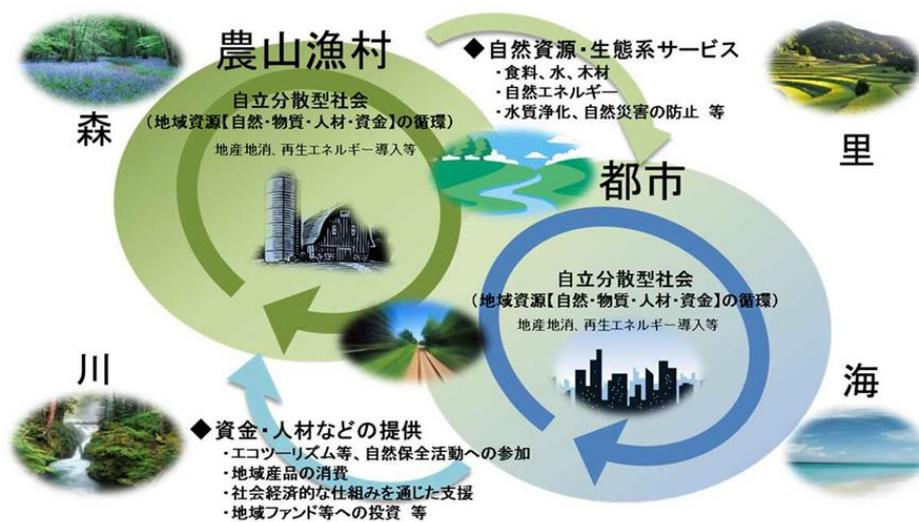 農山漁村
自立分散型社会
(地域資源【自然・物質・人材・資金】の循環)
地産地消、再生エネルギー導入等
◆自然資源・生態系サービス
・食料、水、木材
・自然エネルギー
・水質浄化、自然災害の防止 等
森
里
都市
自立分散型社会
(地域資源【自然・物質・人材・資金】の循環)
地産地消、再生エネルギー導入等
川
海
◆資金・人材などの提供
・エコツーリズム等、自然保全活動への参加
・地域産品の消費
・社会経済的な仕組みを通じた支援
・地域ファンド等への投資 等